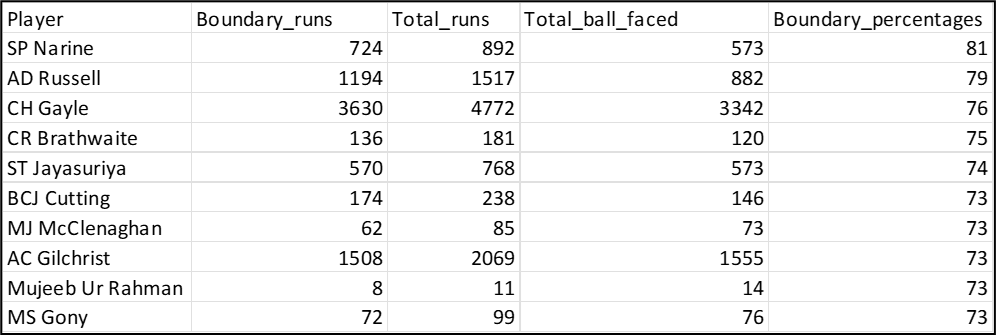 Player Boundary_runs Total_runs Total_ball_faced Boundary_percentages
SP Narine 724 892 573 81
AD Russell 1194 1517 882 79
CH Gayle 3630 4772 3342 76
CR Brathwaite 136 181 120 75
ST Jayasuriya 570 768 573 74
BCJ Cutting 174 238 146 73
MJ McClenaghan 62 85 73 73
AC Gilchrist 1508 2069 1555 73
Mujeeb Ur Rahman 8 11 14 73
MS Gony 72 99 76 73